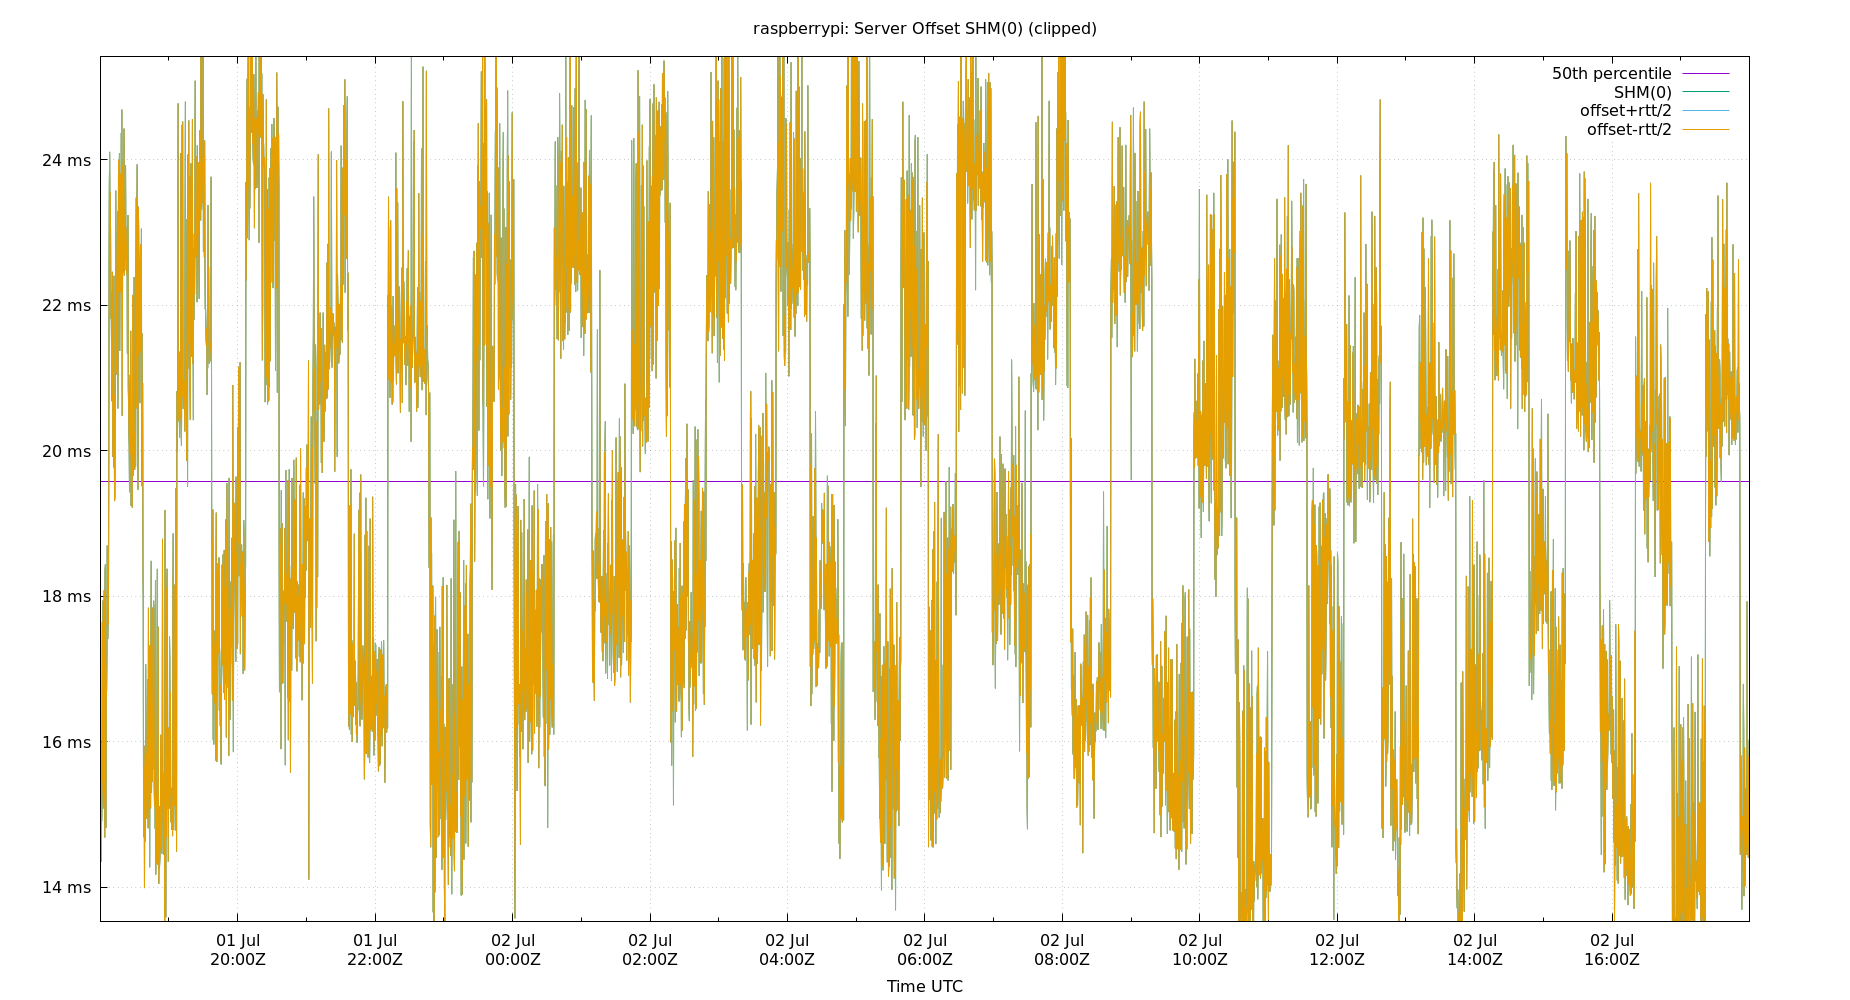 raspberrypi: Server Offset SHM(0) (clipped)
50th percentile
SHM(0)
offset+rtt/2
offset-rtt/2
24 ms
22 ms
20 ms
18 ms
16 ms
14 ms
01 Jul 01 Jul 02 Jul 02 Jul 02 Jul 02 Jul 02 Jul 02 Jul 02 Jul 02 Jul 02 Jul
20:00Z 22:00Z 00:00Z 02:00Z 04:00Z 06:00Z 08:00Z 10:00Z 12:00Z 14:00Z 16:00Z
Time UTC